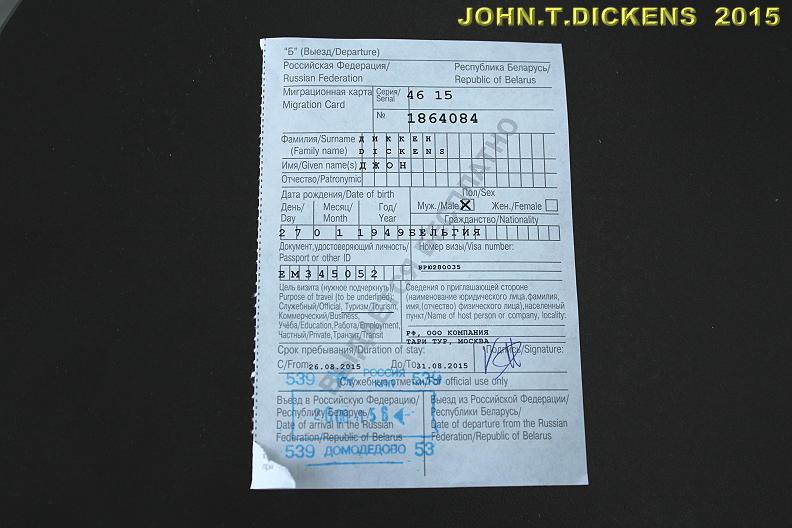 JOHN.T.DICKENS 2015
"Б" (Выезд/Departure)
Российская Федерация/ Республика Беларусь/
Russian Federation Republic of Belarus
Миграционная карта Серия/ 46 15
Serial
Migration Card № 1864084
Фамилия/Surname ДИККЕН
(Family name) DICKENS
Имя/Given name(s) ДЖОН
Отчество/Patronymic
Дата рождения/Date of birth Пол/Sex
День/ Месяц/ Год/ Муж./Male X Жен./Female
Day Month Year Гражданство/Nationality
27 01 1949 БЕЛЬГИЯ
Документ,удостоверяющий личность/ Номер визы/Visa number:
Passport or other ID
EM345052 ВРЮ280035
Цель визита (нужное подчеркнуть)/ Сведения о приглашающей стороне
Purpose of travel (to be underlined): (наименование юридического лица,фамилия,
Служебный/Official, Туризм/Tourism, имя,(отчество) физического лица),населенный
Коммерческий/Business, пункт/Name of host person or company, locality:
Учёба/Education,Работа/Employment,
Частный/Private,Транзит/Transit РФ, ООО КОМПАНИЯ
ТАРИ ТУР, МОСКВА
Срок пребывания/Duration of stay: Подпись/Signature:
С/From 26.08.2015 До/To 31.08.2015
539 РОССИЯ 539
Служебные отметки/For official use only
Въезд в Российскую Федерацию/ Выезд из Российской Федерации/
Республику Беларусь/ Республики Беларусь/
Date of arrival in the Russian Date of departure from the Russian
Federation/Republic of Belarus Federation/Republic of Belarus
539 ДОМОДЕДОВО 53
ВЫДАЕТСЯ БЕСПЛАТНО